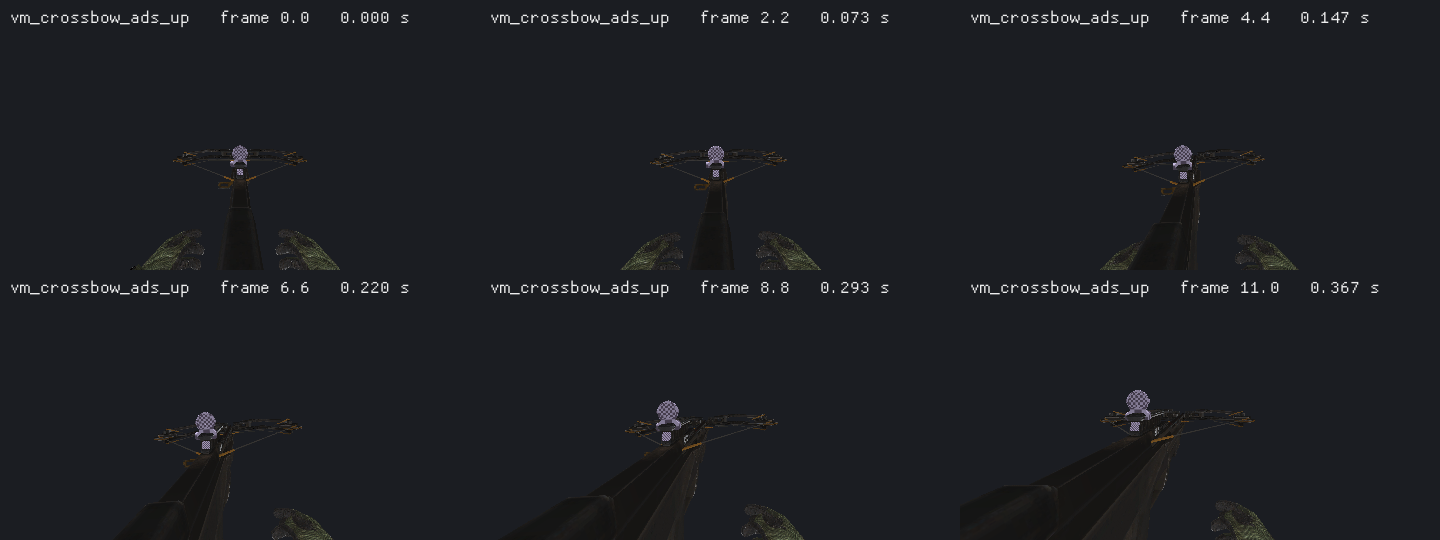 vm_crossbow_ads_up frame 0.0 0.000 s
vm_crossbow_ads_up frame 2.2 0.073 s
vm_crossbow_ads_up frame 4.4 0.147 s
vm_crossbow_ads_up frame 6.6 0.220 s
vm_crossbow_ads_up frame 8.8 0.293 s
vm_crossbow_ads_up frame 11.0 0.367 s